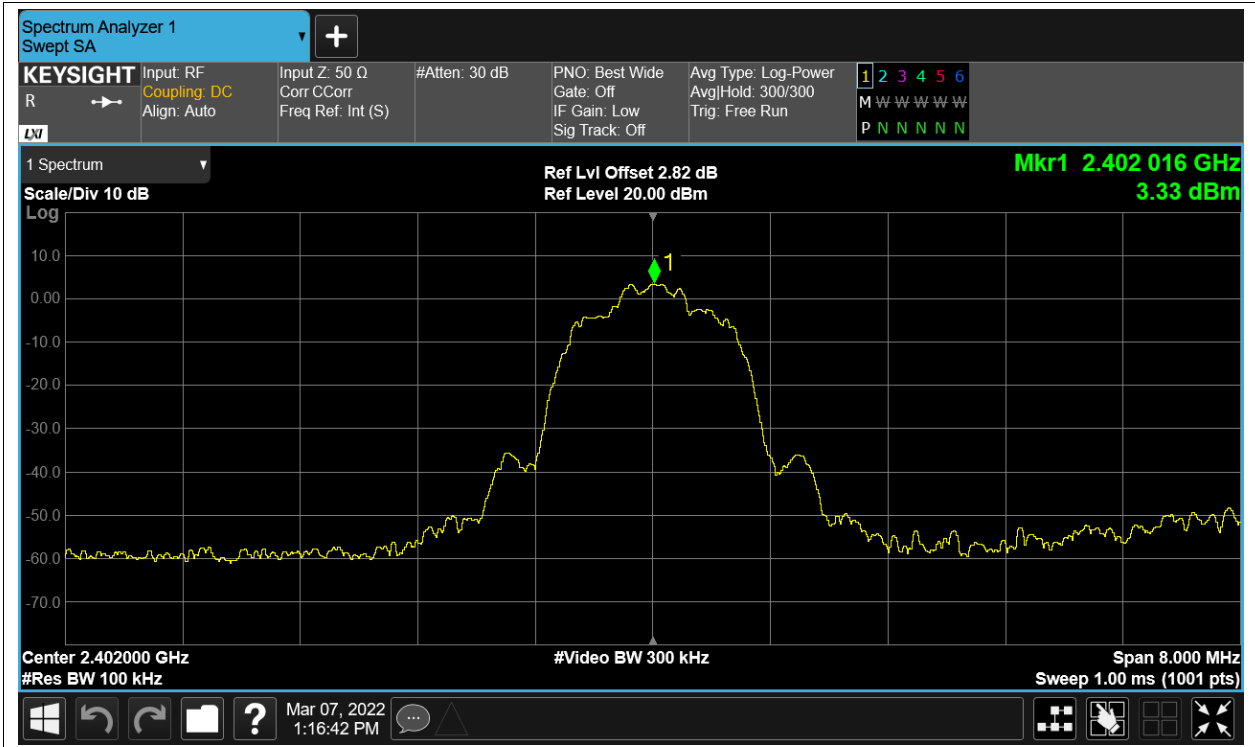 Spectrum Analyzer 1
Swept SA
+
KEYSIGHT
R
LXI
Input: RF
Coupling: DC
Align: Auto
Input Z: 50 Ω
Corr CCorr
Freq Ref: Int (S)
#Atten: 30 dB
PNO: Best Wide
Gate: Off
IF Gain: Low
Sig Track: Off
Avg Type: Log-Power
Avg|Hold: 300/300
Trig: Free Run
1 2 3 4 5 6
M W W W W W
P N N N N N
1 Spectrum
Scale/Div 10 dB
Log
Ref Lvl Offset 2.82 dB
Ref Level 20.00 dBm
Mkr1 2.402 016 GHz
3.33 dBm
1
10.0
0.00
-10.0
-20.0
-30.0
-40.0
-50.0
-60.0
-70.0
Center 2.402000 GHz
#Res BW 100 kHz
#Video BW 300 kHz
Span 8.000 MHz
Sweep 1.00 ms (1001 pts)
?
Mar 07, 2022
1:16:42 PM